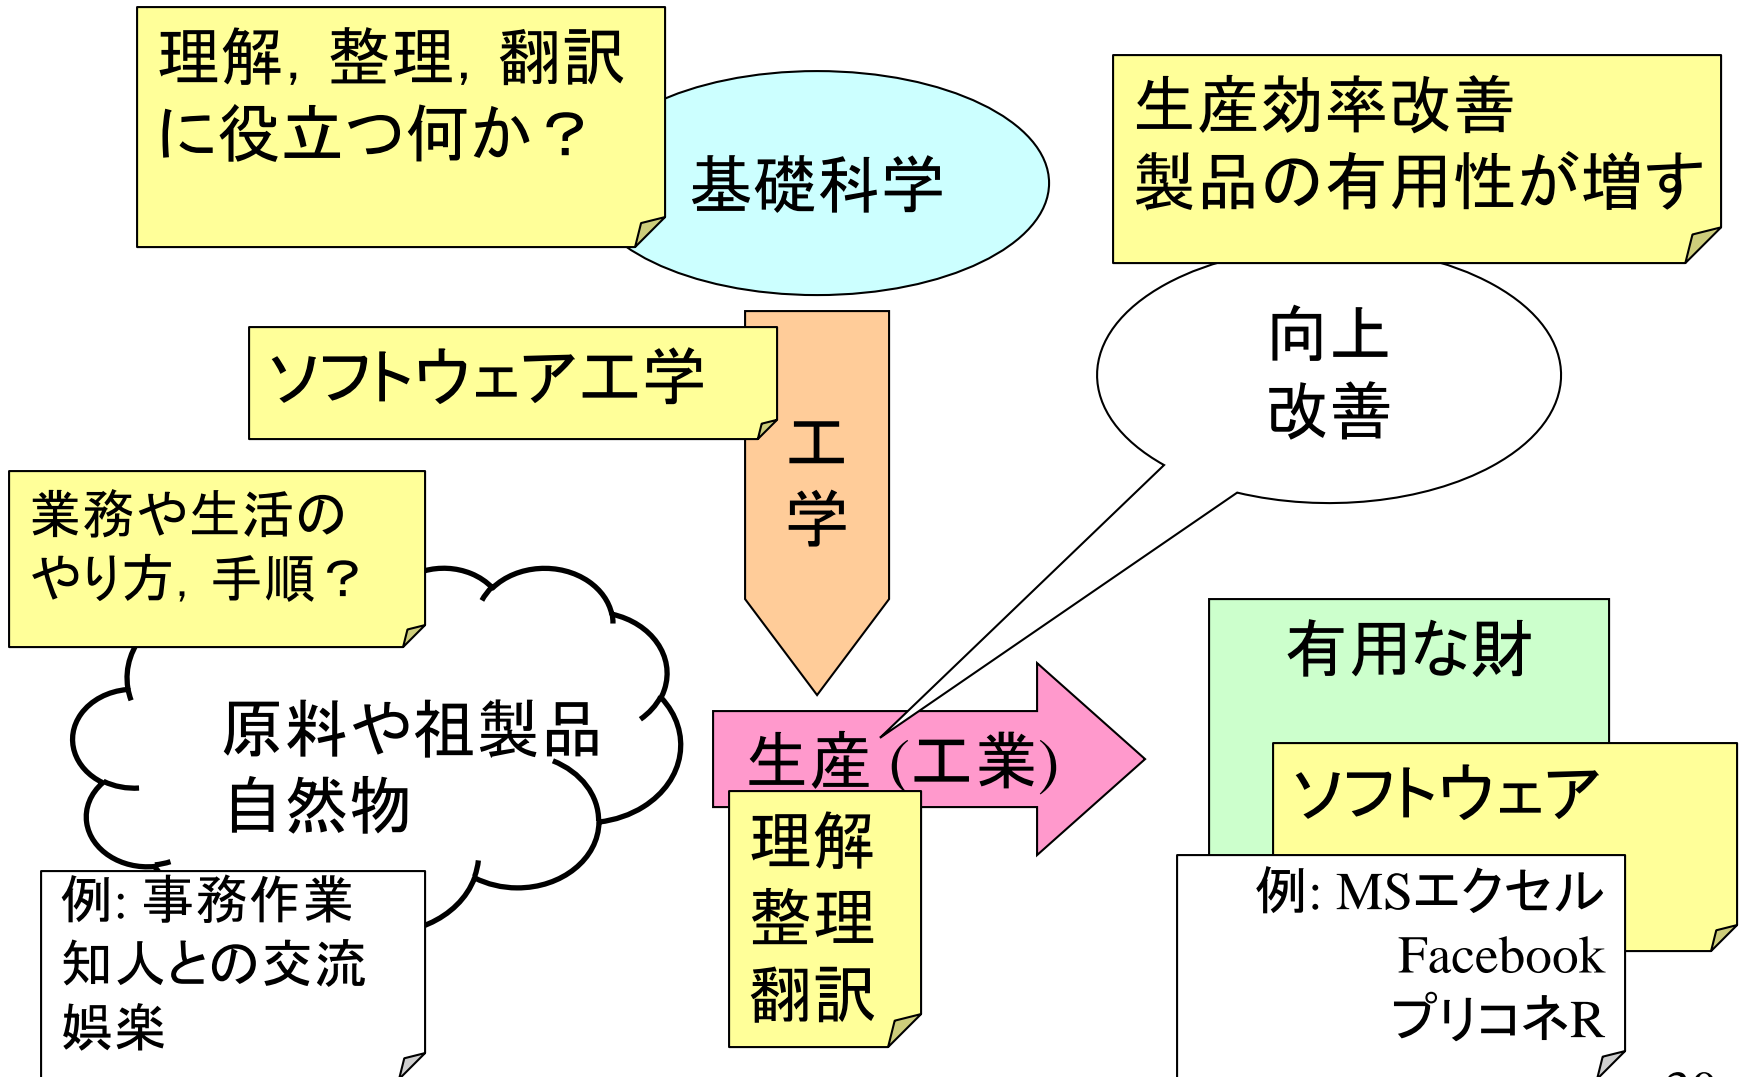 理解，整理，翻訳
に役立つ何か？
基礎科学
生産効率改善
製品の有用性が増す
向上
改善
ソフトウェア工学
工
学
業務や生活の
やり方，手順？
原料や祖製品
自然物
例: 事務作業
知人との交流
娯楽
生産 (工業)
理解
整理
翻訳
有用な財
ソフトウェア
例: MSエクセル
Facebook
プリコネR